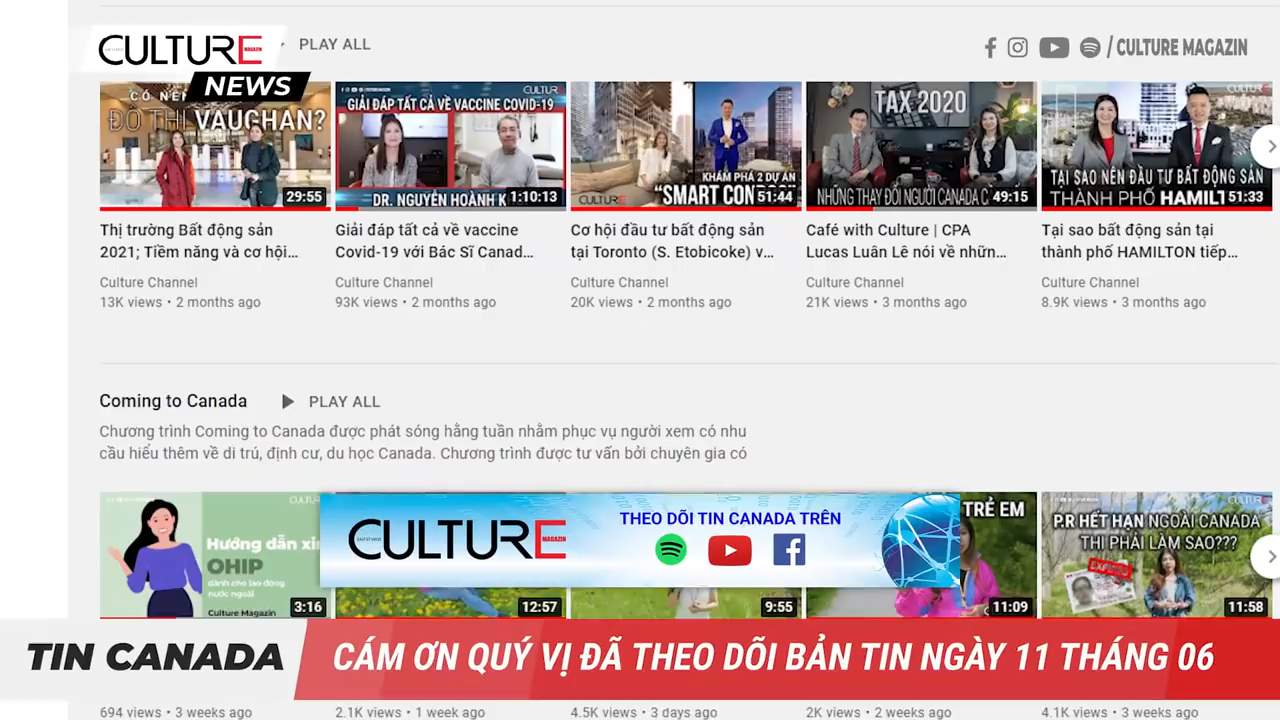 CULTURE
MAGAZIN
NEWS
PLAY ALL
/ CULTURE MAGAZIN
CÓ NÊN
ĐÔ THỊ VAUGHAN?
29:55
GIẢI ĐÁP TẤT CẢ VỀ VACCINE COVID-19
DR. NGUYỄN HOÀNH K
1:10:13
CULTURE
KHÁM PHÁ 2 DỰ ÁN
"SMART CONDOS"
51:44
TAX 2020
NHỮNG THAY ĐỔI NGƯỜI CANADA C
49:15
CULTURE
TẠI SAO NÊN ĐẦU TƯ BẤT ĐỘNG SẢN
THÀNH PHỐ HAMILT
51:33
Thị trường Bất động sản
2021; Tiềm năng và cơ hội...
Culture Channel
13K views • 2 months ago
Giải đáp tất cả về vaccine
Covid-19 với Bác Sĩ Canad...
Culture Channel
93K views • 2 months ago
Cơ hội đầu tư bất động sản
tại Toronto (S. Etobicoke) v...
Culture Channel
20K views • 2 months ago
Café with Culture | CPA
Lucas Luân Lê nói về nhữn...
Culture Channel
21K views • 3 months ago
Tại sao bất động sản tại
thành phố HAMILTON tiếp...
Culture Channel
8.9K views • 3 months ago
Coming to Canada
PLAY ALL
Chương trình Coming to Canada được phát sóng hằng tuần nhằm phục vụ người xem có nhu
cầu hiểu thêm về di trú, định cư, du học Canada. Chương trình được tư vấn bởi chuyên gia có
Hướng dẫn xin
OHIP
dành cho lao động
nước ngoài
Culture Magazin
3:16
CULTURE
MAGAZIN
THEO DÕI TIN CANADA TRÊN
12:57
9:55
TRẺ EM
11:09
P.R HẾT HẠN NGOÀI CANADA
THÌ PHẢI LÀM SAO???
EXPIRED
11:58
TIN CANADA
CÁM ƠN QUÝ VỊ ĐÃ THEO DÕI BẢN TIN NGÀY 11 THÁNG 06
694 views • 3 weeks ago
2.1K views • 1 week ago
4.5K views • 3 days ago
2K views • 2 weeks ago
4.1K views • 3 weeks ago